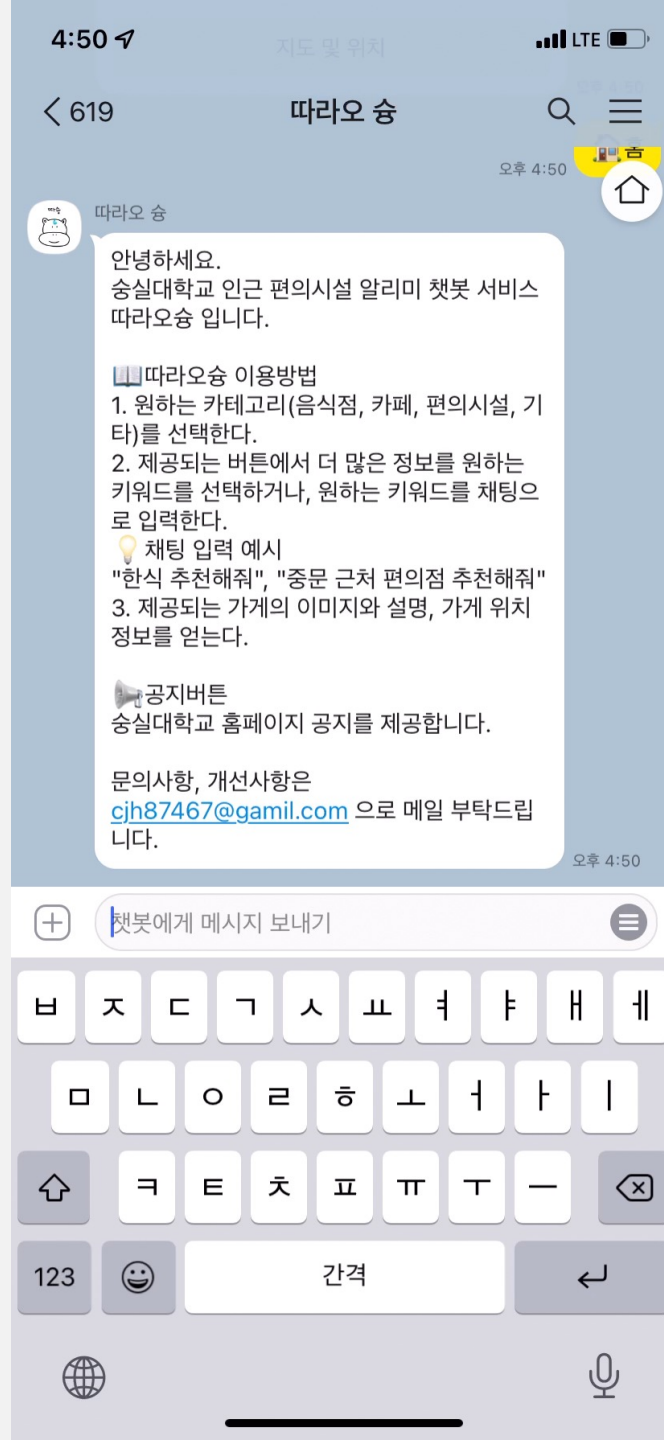 4:50
LTE
지도 및 위치
619
따라오 슝
오후 4:50
홈
따라오 슝
안녕하세요.
숭실대학교 인근 편의시설 알리미 챗봇 서비스
따라오슝 입니다.
📖따라오슝 이용방법
1. 원하는 카테고리(음식점, 카페, 편의시설, 기
타)를 선택한다.
2. 제공되는 버튼에서 더 많은 정보를 원하는
키워드를 선택하거나, 원하는 키워드를 채팅으
로 입력한다.
💡 채팅 입력 예시
"한식 추천해줘", "중문 근처 편의점 추천해줘"
3. 제공되는 가게의 이미지와 설명, 가게 위치
정보를 얻는다.
📢공지버튼
숭실대학교 홈페이지 공지를 제공합니다.
문의사항, 개선사항은
cjh87467@gamil.com 으로 메일 부탁드립
니다.
오후 4:50
챗봇에게 메시지 보내기
ㅂ ㅈ ㄷ ㄱ ㅅ ㅛ ㅕ ㅑ ㅐ ㅔ
ㅁ ㄴ ㅇ ㄹ ㅎ ㅗ ㅓ ㅏ ㅣ
ㅋ ㅌ ㅊ ㅍ ㅠ ㅜ ㅡ
123
간격